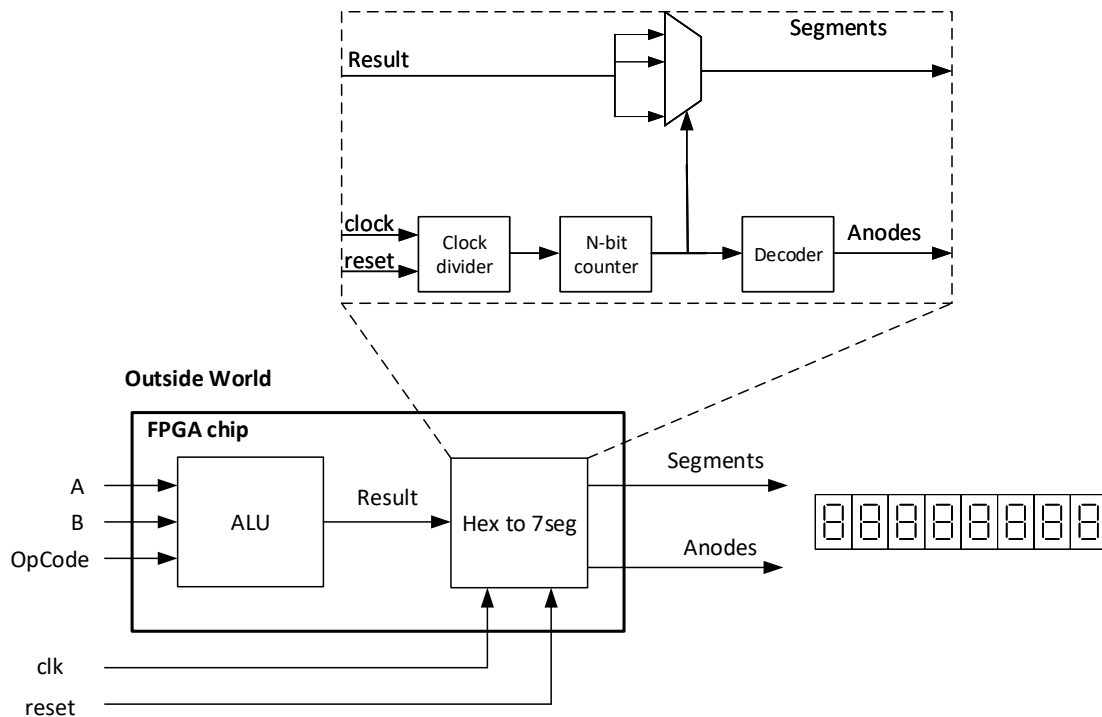 Segments
Result
clock
reset
Clock
divider
N-bit
counter
Decoder
Anodes
Outside World
FPGA chip
A
B
OpCode
ALU
Result
Hex to 7seg
Segments
Anodes
clk
reset